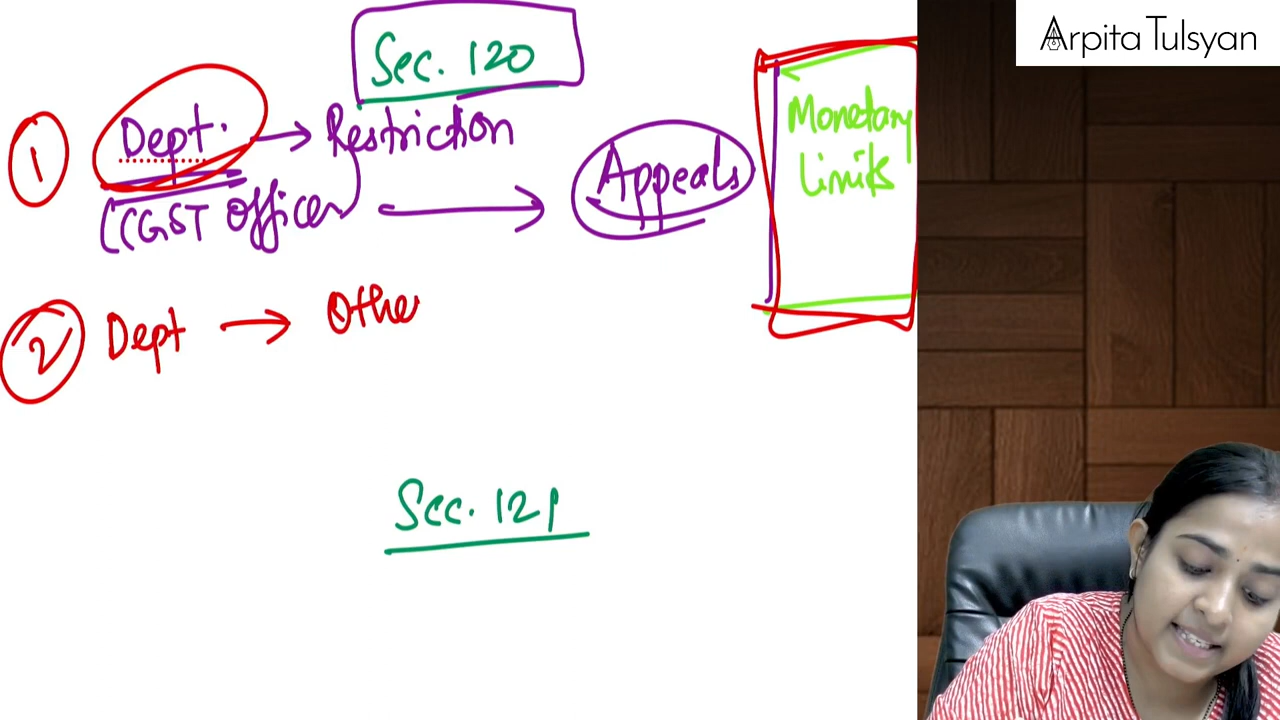 Arpita Tulsyan
Sec. 120
1 Dept. → Restriction
(CGST Officer → Appeals
Monetary
Limits
2 Dept → Othe
Sec. 121